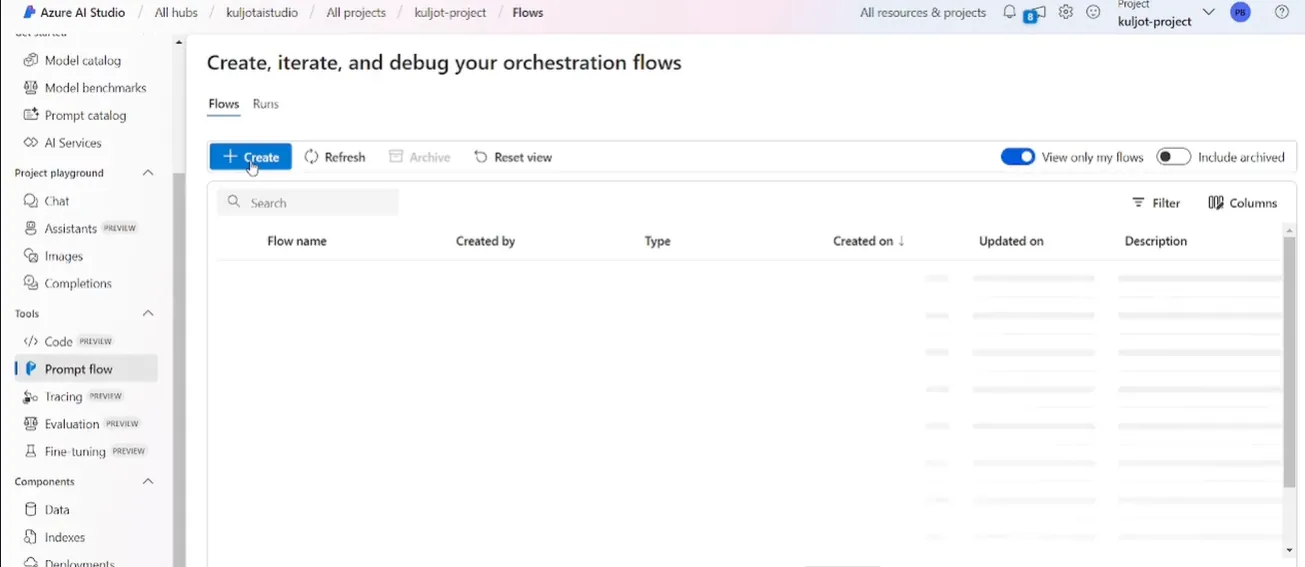 Azure AI Studio / All hubs / kuljotaistudio / All projects / kuljot-project / Flows
All resources & projects
8
Project
kuljot-project
PB
Get started
Model catalog
Model benchmarks
Prompt catalog
AI Services
Project playground
Chat
Assistants PREVIEW
Images
Completions
Tools
Code PREVIEW
Prompt flow
Tracing PREVIEW
Evaluation PREVIEW
Fine-tuning PREVIEW
Components
Data
Indexes
Deployments
Create, iterate, and debug your orchestration flows
Flows Runs
Create Refresh Archive Reset view View only my flows Include archived
Search Filter Columns
Flow name Created by Type Created on ↓ Updated on Description